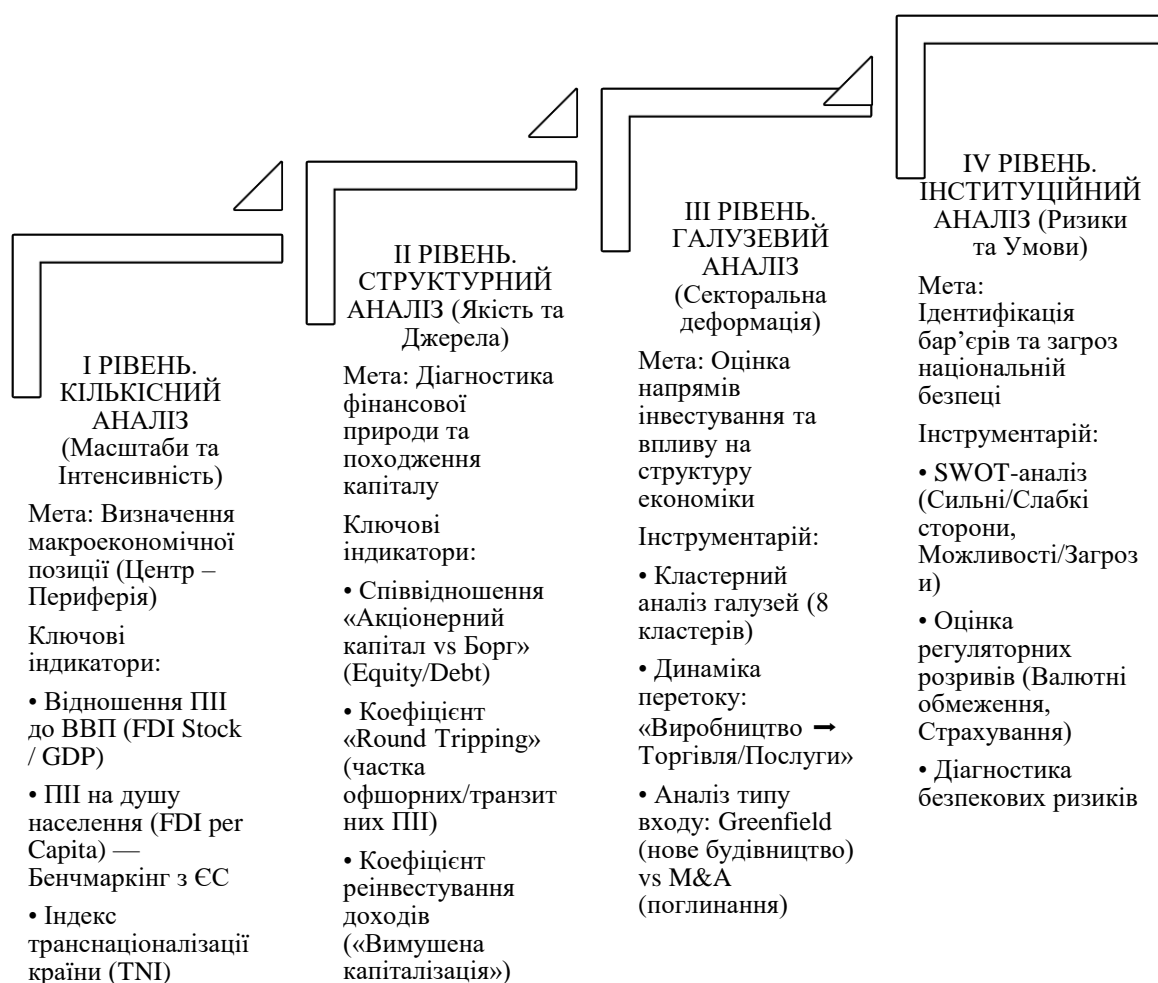 І РІВЕНЬ.
КІЛЬКІСНИЙ
АНАЛІЗ
(Масштаби та
Інтенсивність)
Мета: Визначення
макроекономічної
позиції (Центр –
Периферія)
Ключові
індикатори:
• Відношення ПІІ
до ВВП (FDI Stock
/ GDP)
• ПІІ на душу
населення (FDI per
Capita) —
Бенчмаркінг з ЄС
• Індекс
транснаціоналізації
країни (TNI)
ІІ РІВЕНЬ.
СТРУКТУРНИЙ
АНАЛІЗ (Якість та
Джерела)
Мета: Діагностика
фінансової
природи та
походження
капіталу
Ключові
індикатори:
• Співвідношення
«Акціонерний
капітал vs Борг»
(Equity/Debt)
• Коефіцієнт
«Round Tripping»
(частка
офшорних/транзит
них ПІІ)
• Коефіцієнт
реінвестування
доходів
(«Вимушена
капіталізація»)
ІІІ РІВЕНЬ.
ГАЛУЗЕВИЙ
АНАЛІЗ
(Секторальна
деформація)
Мета: Оцінка
напрямів
інвестування та
впливу на
структуру
економіки
Інструментарій:
• Кластерний
аналіз галузей (8
кластерів)
• Динаміка
перетоку:
«Виробництво ➞
Торгівля/Послуги»
• Аналіз типу
входу: Greenfield
(нове будівництво)
vs M&A
(поглинання)
IV РІВЕНЬ.
ІНСТИТУЦІЙНИЙ
АНАЛІЗ (Ризики
та Умови)
Мета:
Ідентифікація
бар’єрів та загроз
національній
безпеці
Інструментарій:
• SWOT-аналіз
(Сильні/Слабкі
сторони,
Можливості/Загроз
и)
• Оцінка
регуляторних
розривів (Валютні
обмеження,
Страхування)
• Діагностика
безпекових ризиків